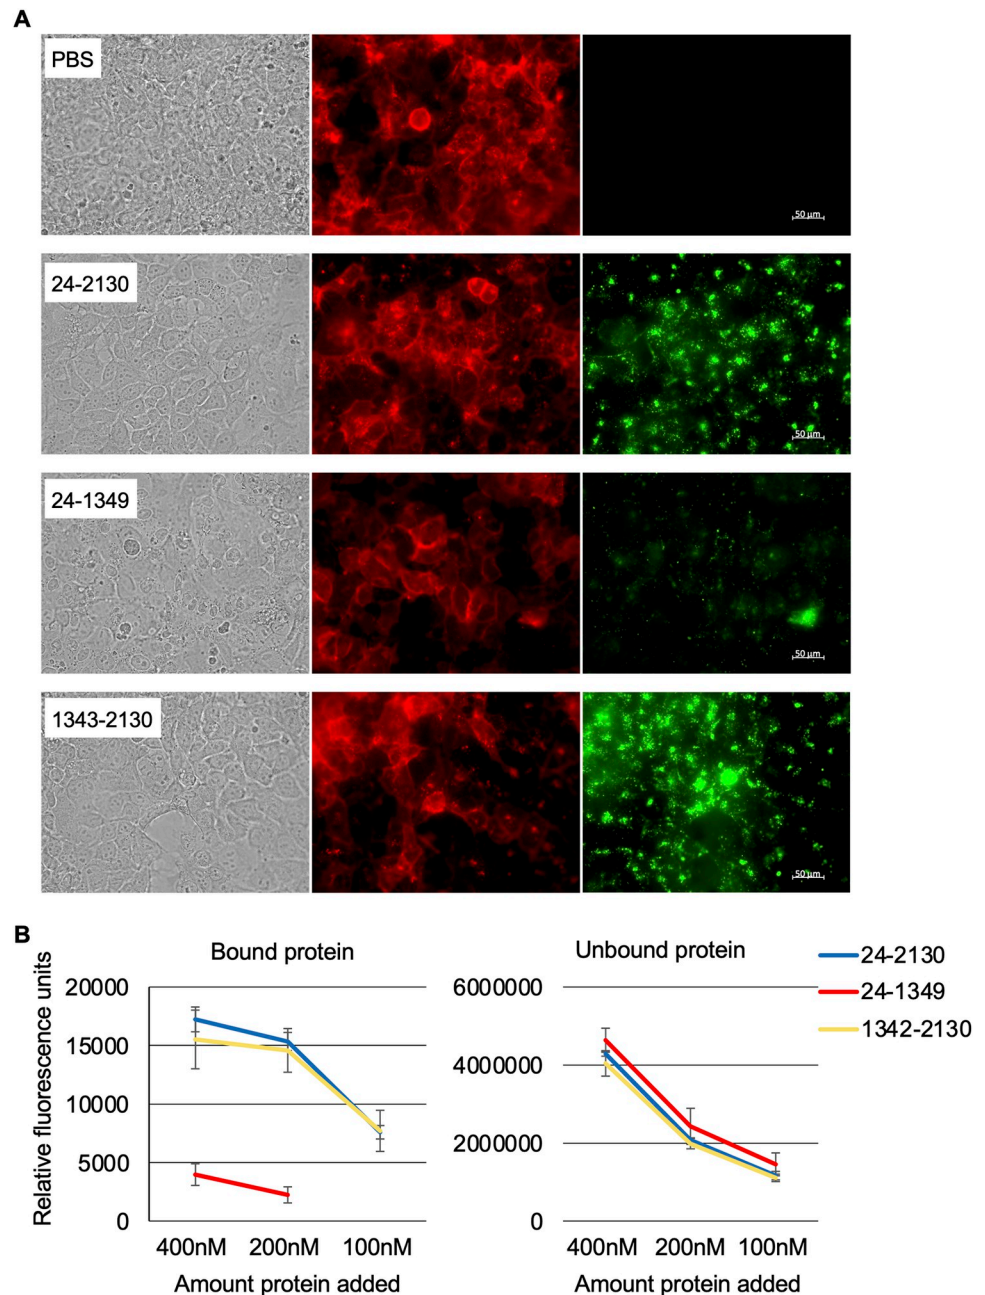 A
PBS
50 µm
24-2130
50 µm
24-1349
50 µm
1343-2130
50 µm
B
Bound protein
Unbound protein
Relative fluorescence units
20000
15000
10000
5000
0
400nM 200nM 100nM
Amount protein added
6000000
4000000
2000000
0
400nM 200nM 100nM
Amount protein added
24-2130
24-1349
1342-2130